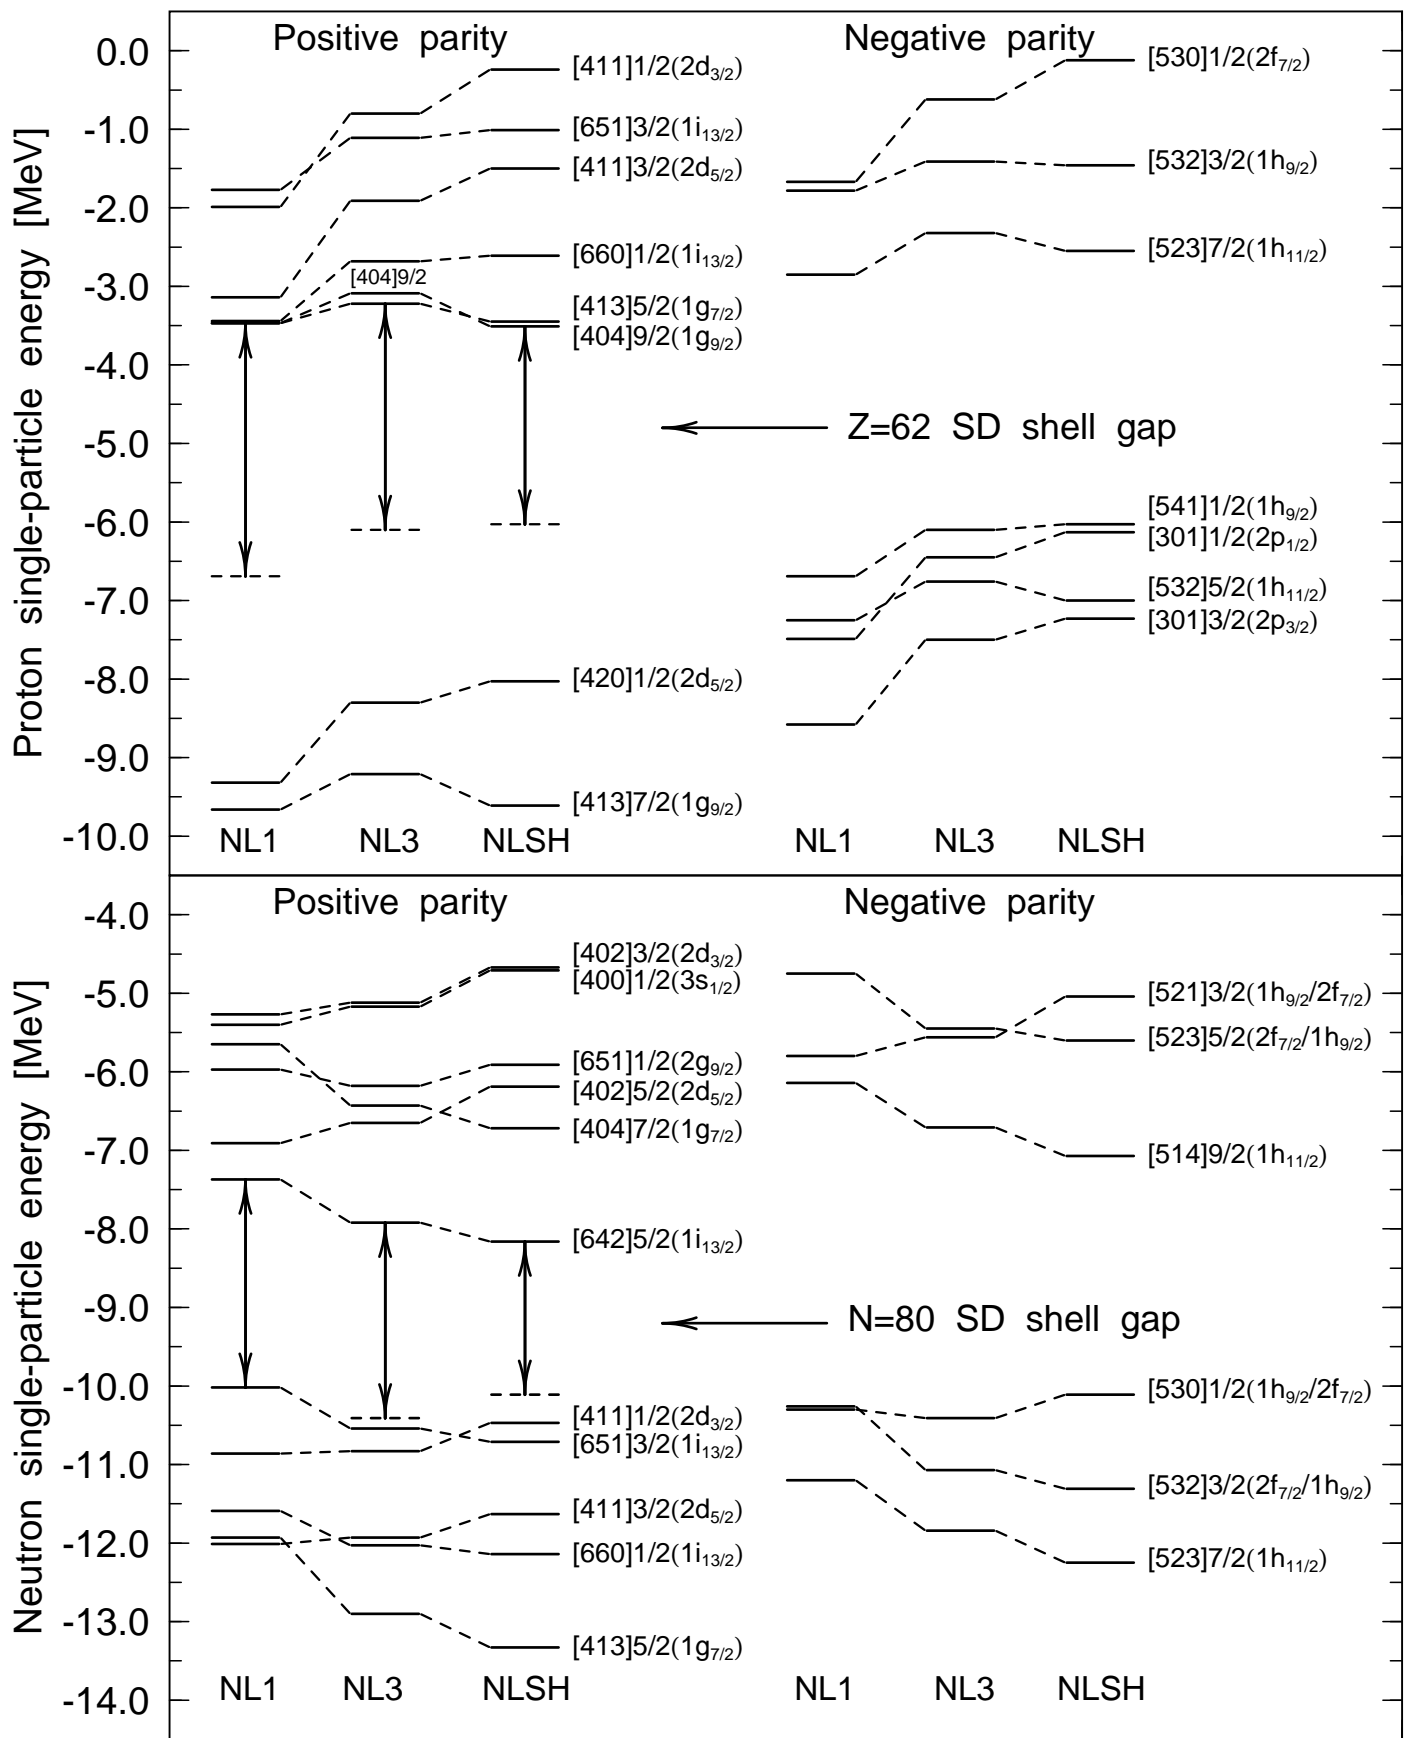 Positive parity
Negative parity
Proton single-particle energy [MeV]
0.0
-1.0
-2.0
-3.0
-4.0
-5.0
-6.0
-7.0
-8.0
-9.0
-10.0
[411]1/2(2d3/2)
[651]3/2(1i13/2)
[411]3/2(2d5/2)
[660]1/2(1i13/2)
[404]9/2
[413]5/2(1g7/2)
[404]9/2(1g9/2)
[420]1/2(2d5/2)
[413]7/2(1g9/2)
[530]1/2(2f7/2)
[532]3/2(1h9/2)
[523]7/2(1h11/2)
Z=62 SD shell gap
[541]1/2(1h9/2)
[301]1/2(2p1/2)
[532]5/2(1h11/2)
[301]3/2(2p3/2)
NL1 NL3 NLSH
NL1 NL3 NLSH
Positive parity
Negative parity
Neutron single-particle energy [MeV]
-4.0
-5.0
-6.0
-7.0
-8.0
-9.0
-10.0
-11.0
-12.0
-13.0
-14.0
[402]3/2(2d3/2)
[400]1/2(3s1/2)
[651]1/2(2g9/2)
[402]5/2(2d5/2)
[404]7/2(1g7/2)
[642]5/2(1i13/2)
[411]1/2(2d3/2)
[651]3/2(1i13/2)
[411]3/2(2d5/2)
[660]1/2(1i13/2)
[413]5/2(1g7/2)
[521]3/2(1h9/2/2f7/2)
[523]5/2(2f7/2/1h9/2)
[514]9/2(1h11/2)
N=80 SD shell gap
[530]1/2(1h9/2/2f7/2)
[532]3/2(2f7/2/1h9/2)
[523]7/2(1h11/2)
NL1 NL3 NLSH
NL1 NL3 NLSH